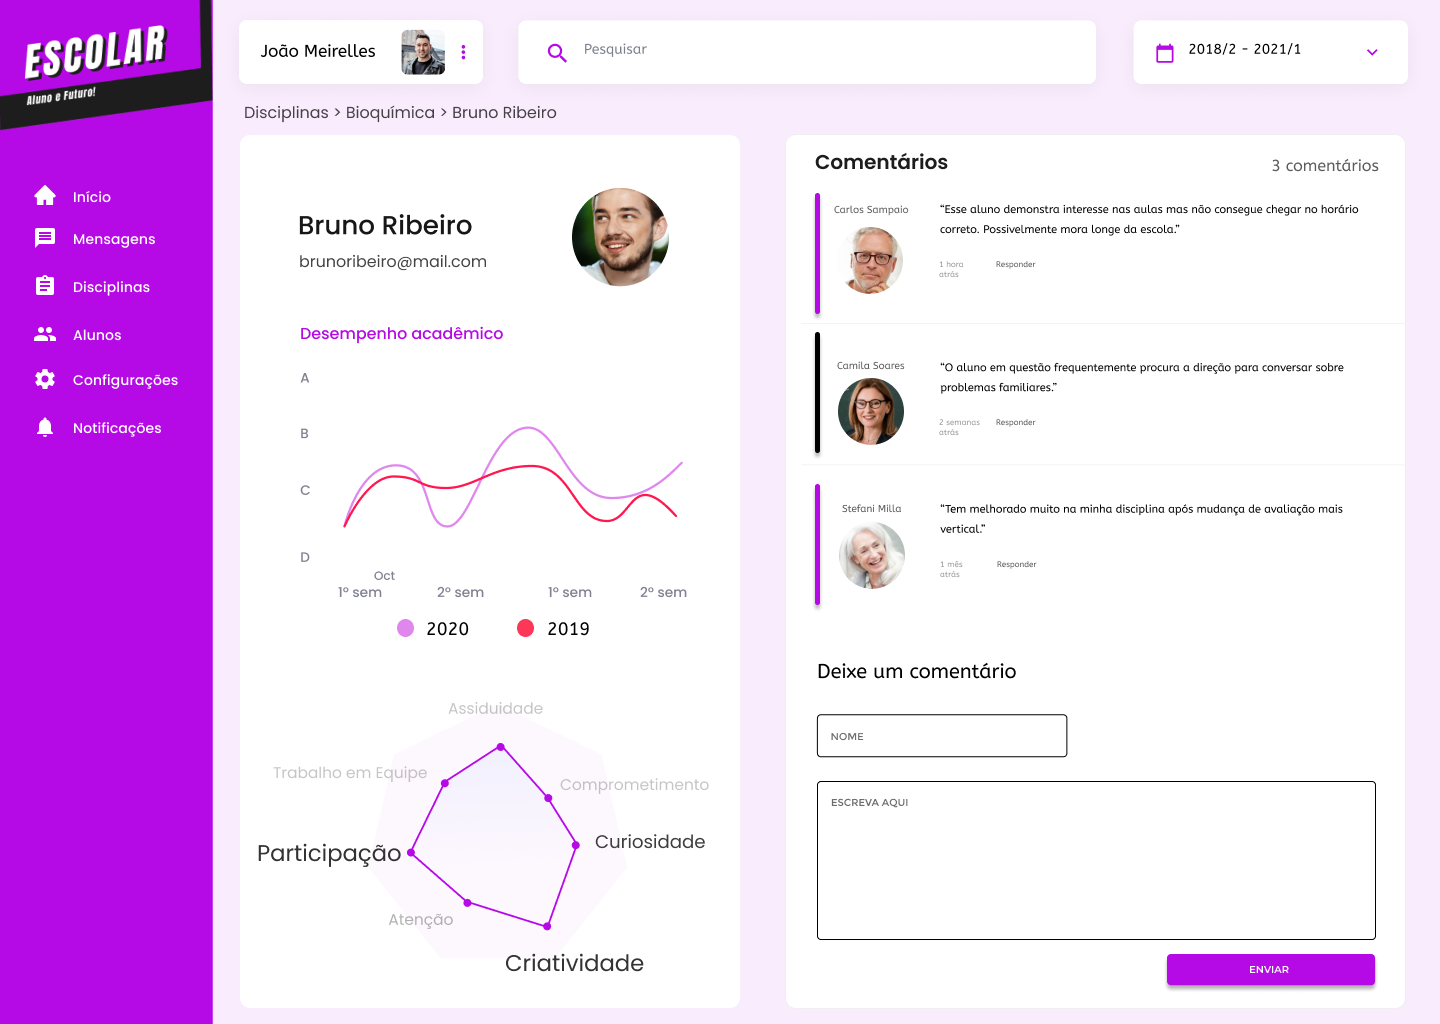 ESCOLAR
Aluno e Futuro!
Início
Mensagens
Disciplinas
Alunos
Configurações
Notificações
João Meirelles
Pesquisar
2018/2 - 2021/1
Disciplinas > Bioquímica > Bruno Ribeiro
Bruno Ribeiro
brunoribeiro@mail.com
Desempenho acadêmico
A
B
C
D
Oct
1º sem
2º sem
1º sem
2º sem
2020
2019
Assiduidade
Trabalho em Equipe
Comprometimento
Participação
Curiosidade
Atenção
Criatividade
Comentários
3 comentários
Carlos Sampaio
“Esse aluno demonstra interesse nas aulas mas não consegue chegar no horário
correto. Possivelmente mora longe da escola.”
1 hora
atrás
Responder
Camila Soares
“O aluno em questão frequentemente procura a direção para conversar sobre
problemas familiares.”
2 semanas
atrás
Responder
Stefani Milla
“Tem melhorado muito na minha disciplina após mudança de avaliação mais
vertical.”
1 mês
atrás
Responder
Deixe um comentário
NOME
ESCREVA AQUI
ENVIAR